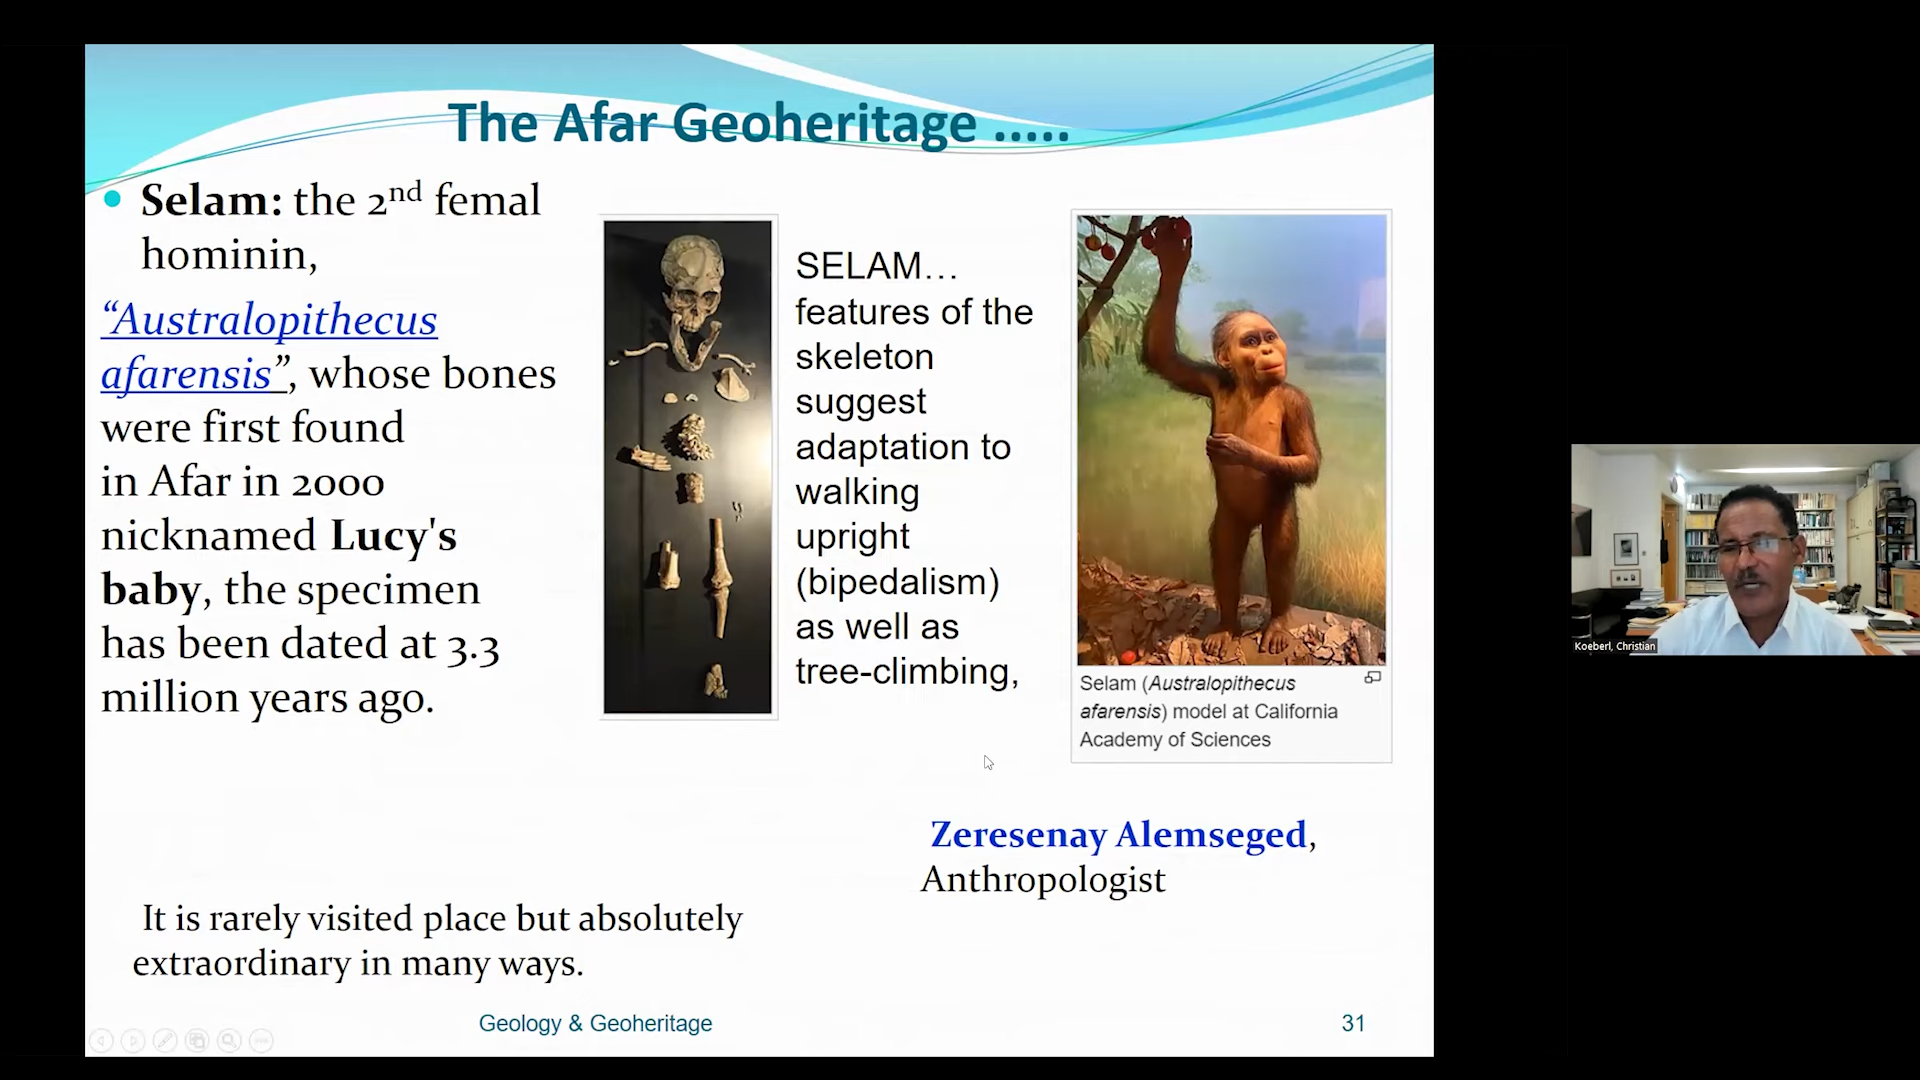 The Afar Geoheritage .....
• Selam: the 2nd femal
hominin,
“Australopithecus
afarensis”, whose bones
were first found
in Afar in 2000
nicknamed Lucy's
baby, the specimen
has been dated at 3.3
million years ago.
SELAM…
features of the
skeleton
suggest
adaptation to
walking
upright
(bipedalism)
as well as
tree-climbing,
Selam (Australopithecus
afarensis) model at California
Academy of Sciences
Zeresenay Alemseged,
Anthropologist
It is rarely visited place but absolutely
extraordinary in many ways.
Geology & Geoheritage
31
Koeberl, Christian